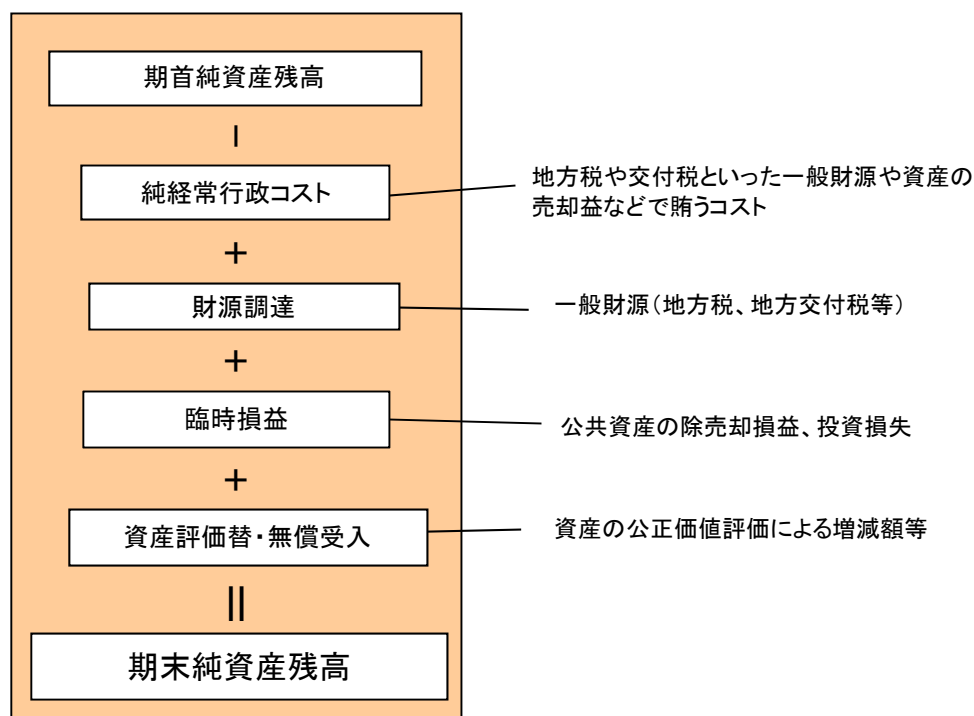 期首純資産残高
－
純経常行政コスト
地方税や交付税といった一般財源や資産の
売却益などで賄うコスト
＋
財源調達
一般財源（地方税、地方交付税等）
＋
臨時損益
公共資産の除売却損益、投資損失
＋
資産評価替・無償受入
資産の公正価値評価による増減額等
＝
期末純資産残高